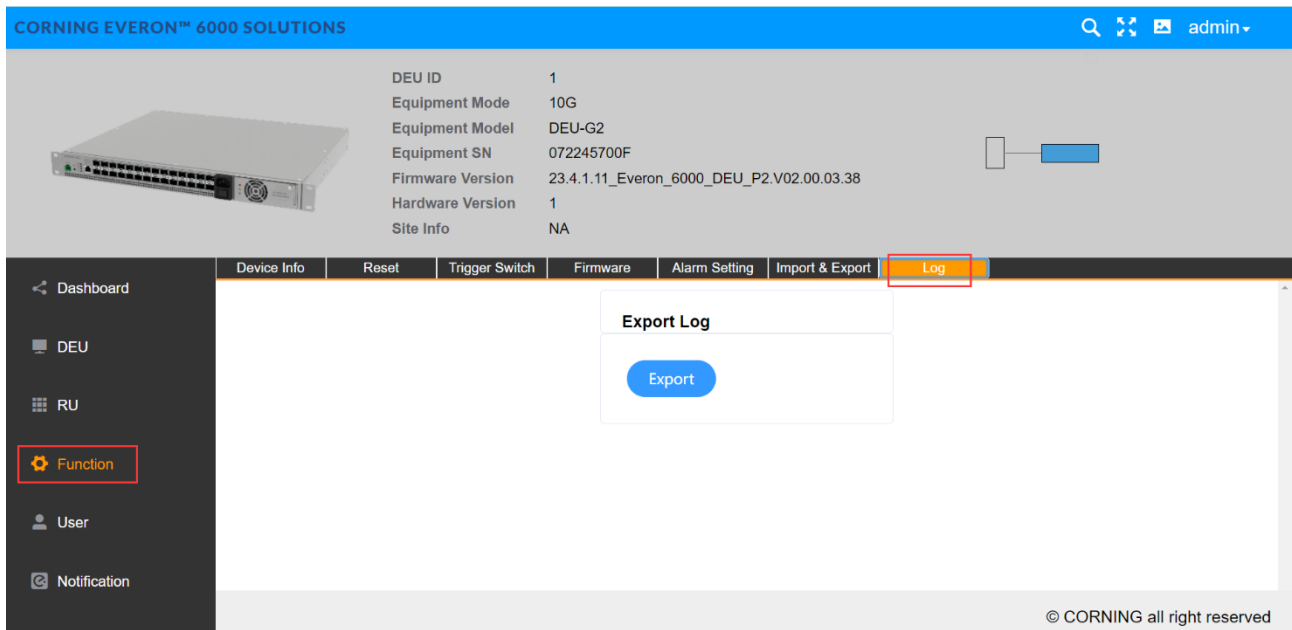 CORNING EVERON™ 6000 SOLUTIONS
admin
DEU ID 1
Equipment Mode 10G
Equipment Model DEU-G2
Equipment SN 072245700F
Firmware Version 23.4.1.11_Everon_6000_DEU_P2.V02.00.03.38
Hardware Version 1
Site Info NA
Device Info Reset Trigger Switch Firmware Alarm Setting Import & Export Log
Dashboard
DEU
RU
Function
User
Notification
Export Log
Export
© CORNING all right reserved